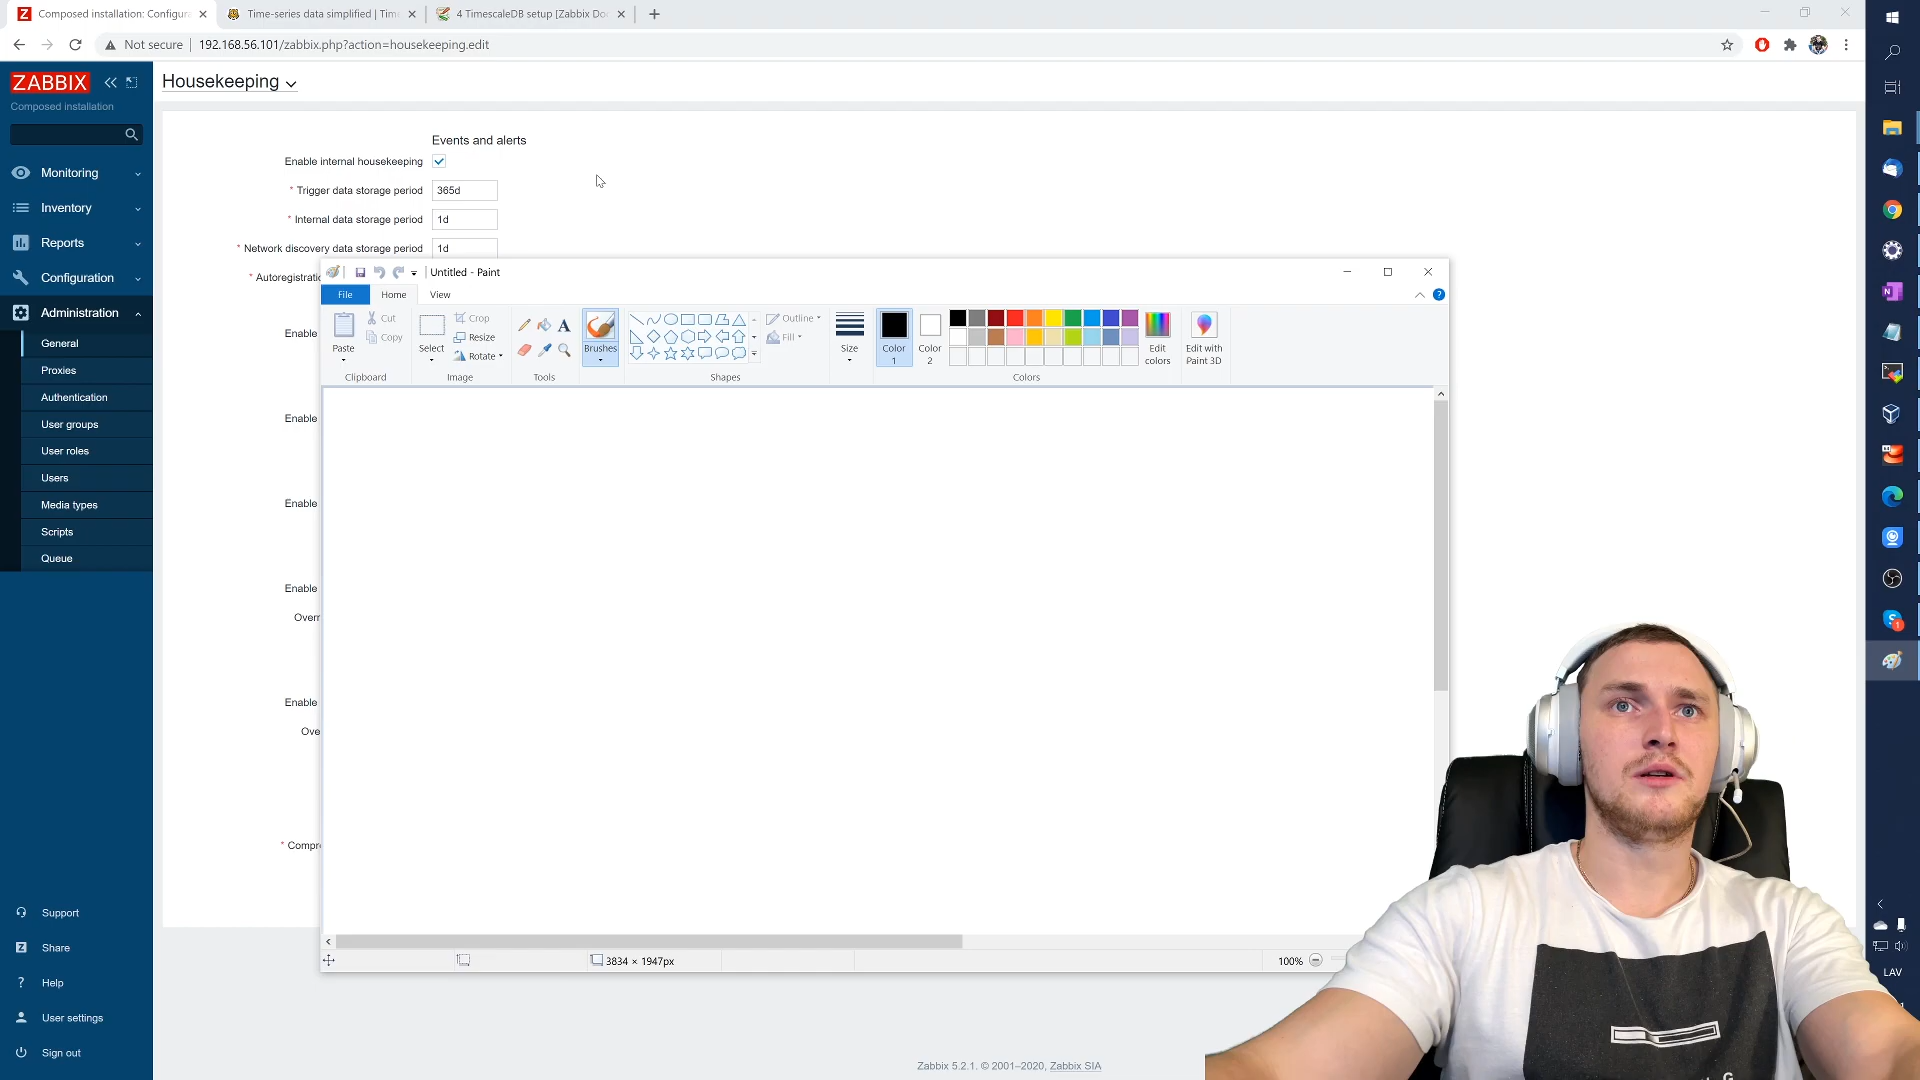 Composed installation: Configura
Time-series data simplified | Time
4 TimescaleDB setup [Zabbix Doc
Not secure
192.168.56.101/zabbix.php?action=housekeeping.edit
ZABBIX
Composed installation
Monitoring
Inventory
Reports
Configuration
Administration
General
Proxies
Authentication
User groups
User roles
Users
Media types
Scripts
Queue
Support
Share
Help
User settings
Sign out
Housekeeping
Events and alerts
Enable internal housekeeping
* Trigger data storage period 365d
* Internal data storage period 1d
* Network discovery data storage period 1d
* Autoregistratio
Enable
Enable
Enable
Enable
Overr
Enable
Ove
* Compre
Untitled - Paint
File Home View
Paste
Cut
Copy
Clipboard
Select
Crop
Resize
Rotate
Image
Tools
Brushes
Shapes
Outline
Fill
Size
Color 1
Color 2
Colors
Edit colors
Edit with Paint 3D
3834 × 1947px
100%
LAV
Zabbix 5.2.1. © 2001–2020, Zabbix SIA